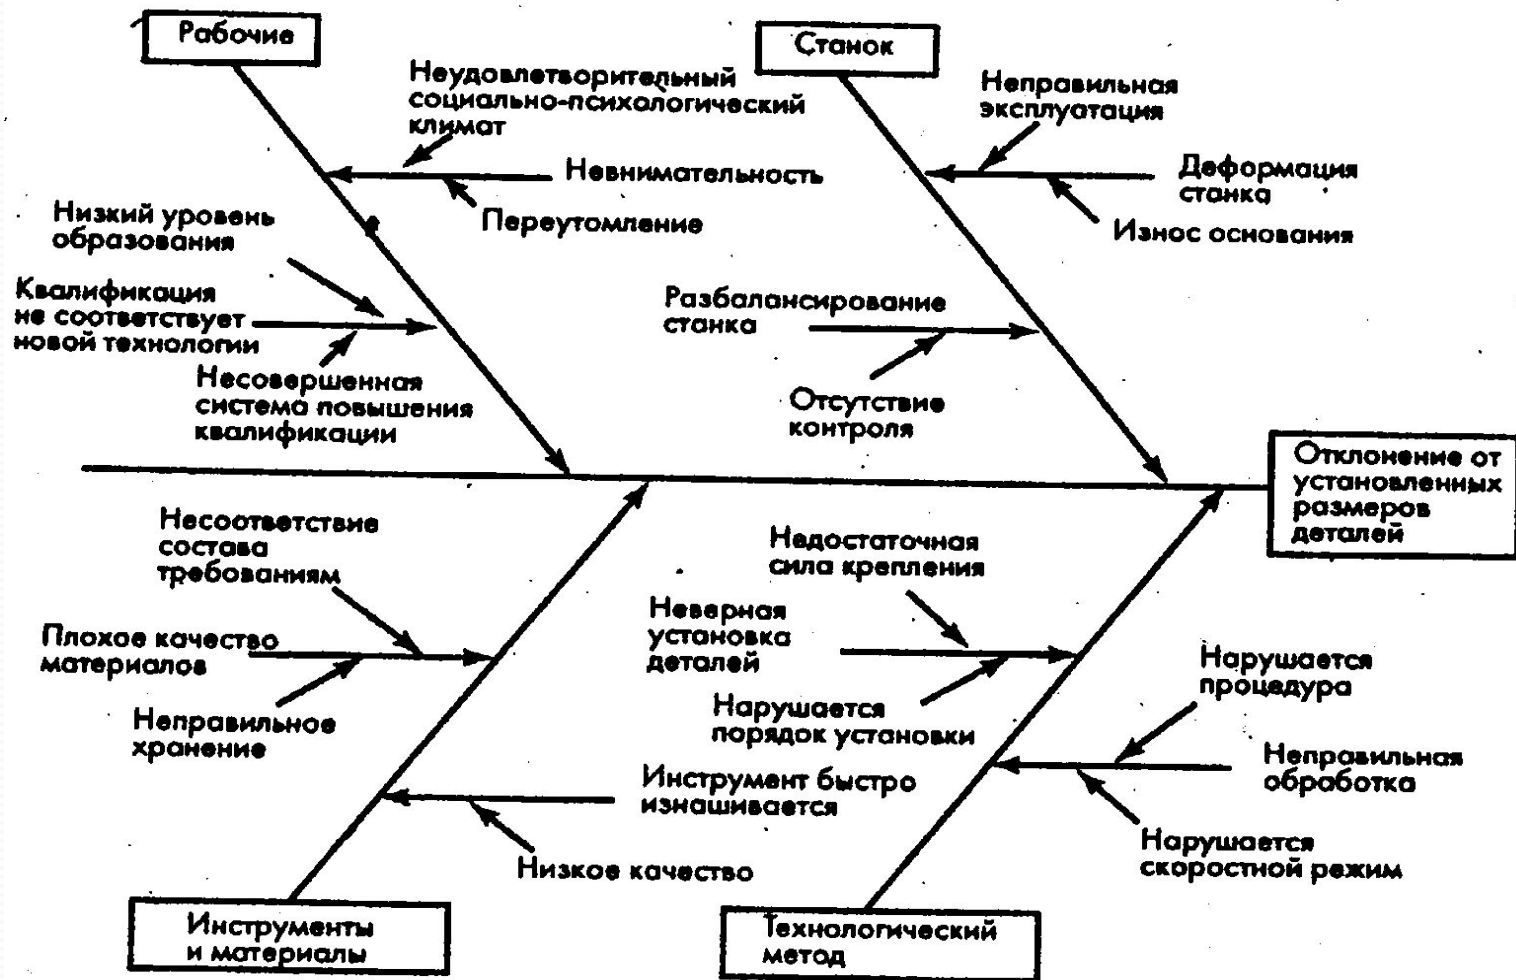 Рабочие
Станок
Неудовлетворительный
социально-психологический
климат
Невнимательность
Переутомление
Неправильная
эксплуатация
Деформация
станка
Износ основания
Низкий уровень
образования
Квалификация
не соответствует
новой технологии
Несовершенная
система повышения
квалификации
Разбалансирование
станка
Отсутствие
контроля
Отклонение от
установленных
размеров
деталей
Несоответствие
состава
требованиям
Плохое качество
материалов
Неправильное
хранение
Инструмент быстро
изнашивается
Низкое качество
Недостаточная
сила крепления
Неверная
установка
деталей
Нарушается
порядок установки
Нарушается
процедура
Неправильная
обработка
Нарушается
скоростной режим
Инструменты
и материалы
Технологический
метод